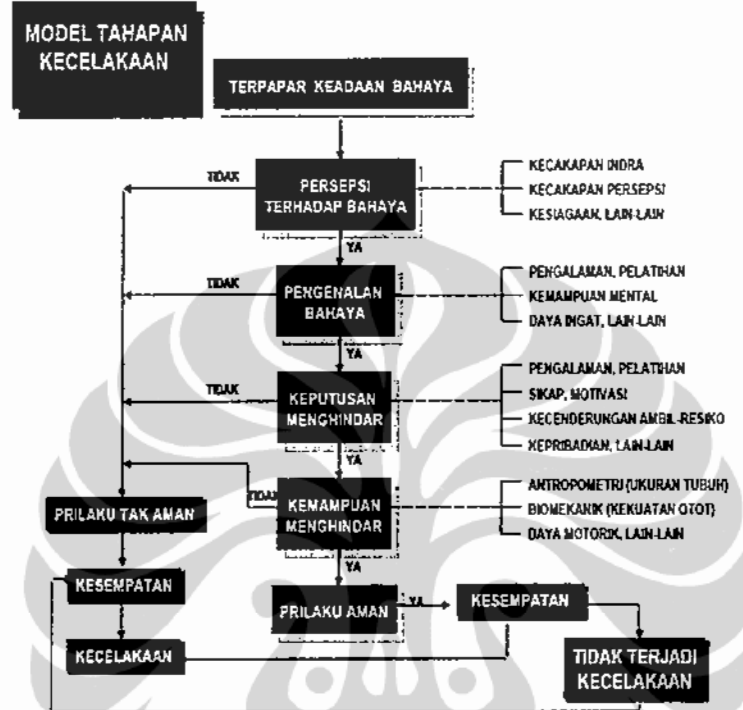 MODEL TAHAPAN
KECELAKAAN
TERPAPAR KEADAAN BAHAYA
TIDAK
PERSEPSI
TERHADAP BAHAYA
KECAKAPAN INDRA
KECAKAPAN PERSEPSI
KESIAGAAN, LAIN-LAIN
YA
TIDAK
PENGENALAN
BAHAYA
PENGALAMAN, PELATIHAN
KEMAMPUAN MENTAL
DAYA INGAT, LAIN-LAIN
YA
TIDAK
KEPUTUSAN
MENGHINDAR
PENGALAMAN, PELATIHAN
SIKAP, MOTIVASI
KECENDERUNGAN AMBIL-RESIKO
KEPRIBADIAN, LAIN-LAIN
YA
TIDAK
KEMAMPUAN
MENGHINDAR
ANTROPOMETRI (UKURAN TUBUH)
BIOMEKANIK (KEKUATAN OTOT)
DAYA MOTORIK, LAIN-LAIN
PRILAKU TAK AMAN
YA
KESEMPATAN
PRILAKU AMAN
YA
KESEMPATAN
KECELAKAAN
TIDAK TERJADI
KECELAKAAN